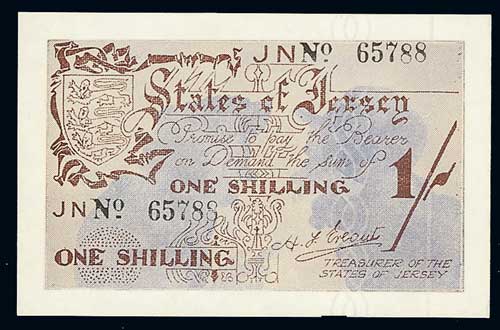 JN No 65788
States of Jersey
Promise to pay the Bearer
on Demand the sum of
ONE SHILLING
1/-
JN No 65788
ONE SHILLING
TREASURER OF THE
STATES OF JERSEY